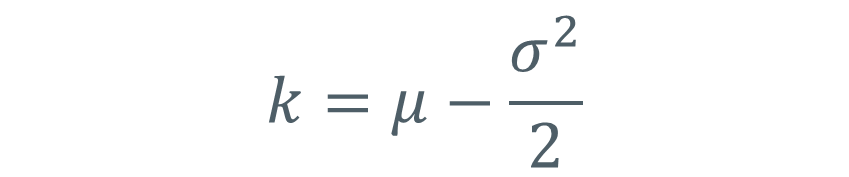 k = μ − σ²/2